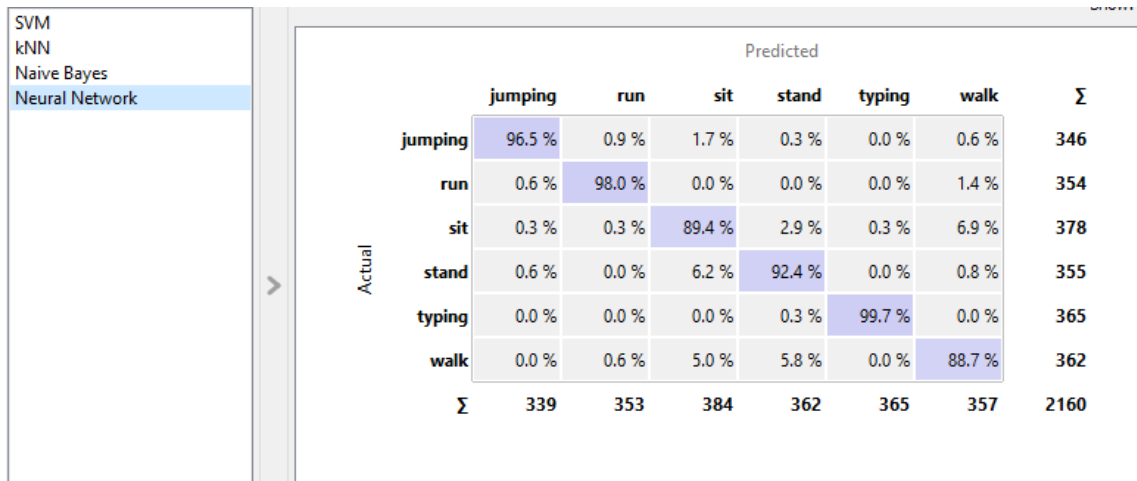 SVM
kNN
Naive Bayes
Neural Network
Predicted
jumping run sit stand typing walk Σ
jumping 96.5 % 0.9 % 1.7 % 0.3 % 0.0 % 0.6 % 346
run 0.6 % 98.0 % 0.0 % 0.0 % 0.0 % 1.4 % 354
sit 0.3 % 0.3 % 89.4 % 2.9 % 0.3 % 6.9 % 378
Actual
stand 0.6 % 0.0 % 6.2 % 92.4 % 0.0 % 0.8 % 355
typing 0.0 % 0.0 % 0.0 % 0.3 % 99.7 % 0.0 % 365
walk 0.0 % 0.6 % 5.0 % 5.8 % 0.0 % 88.7 % 362
Σ 339 353 384 362 365 357 2160